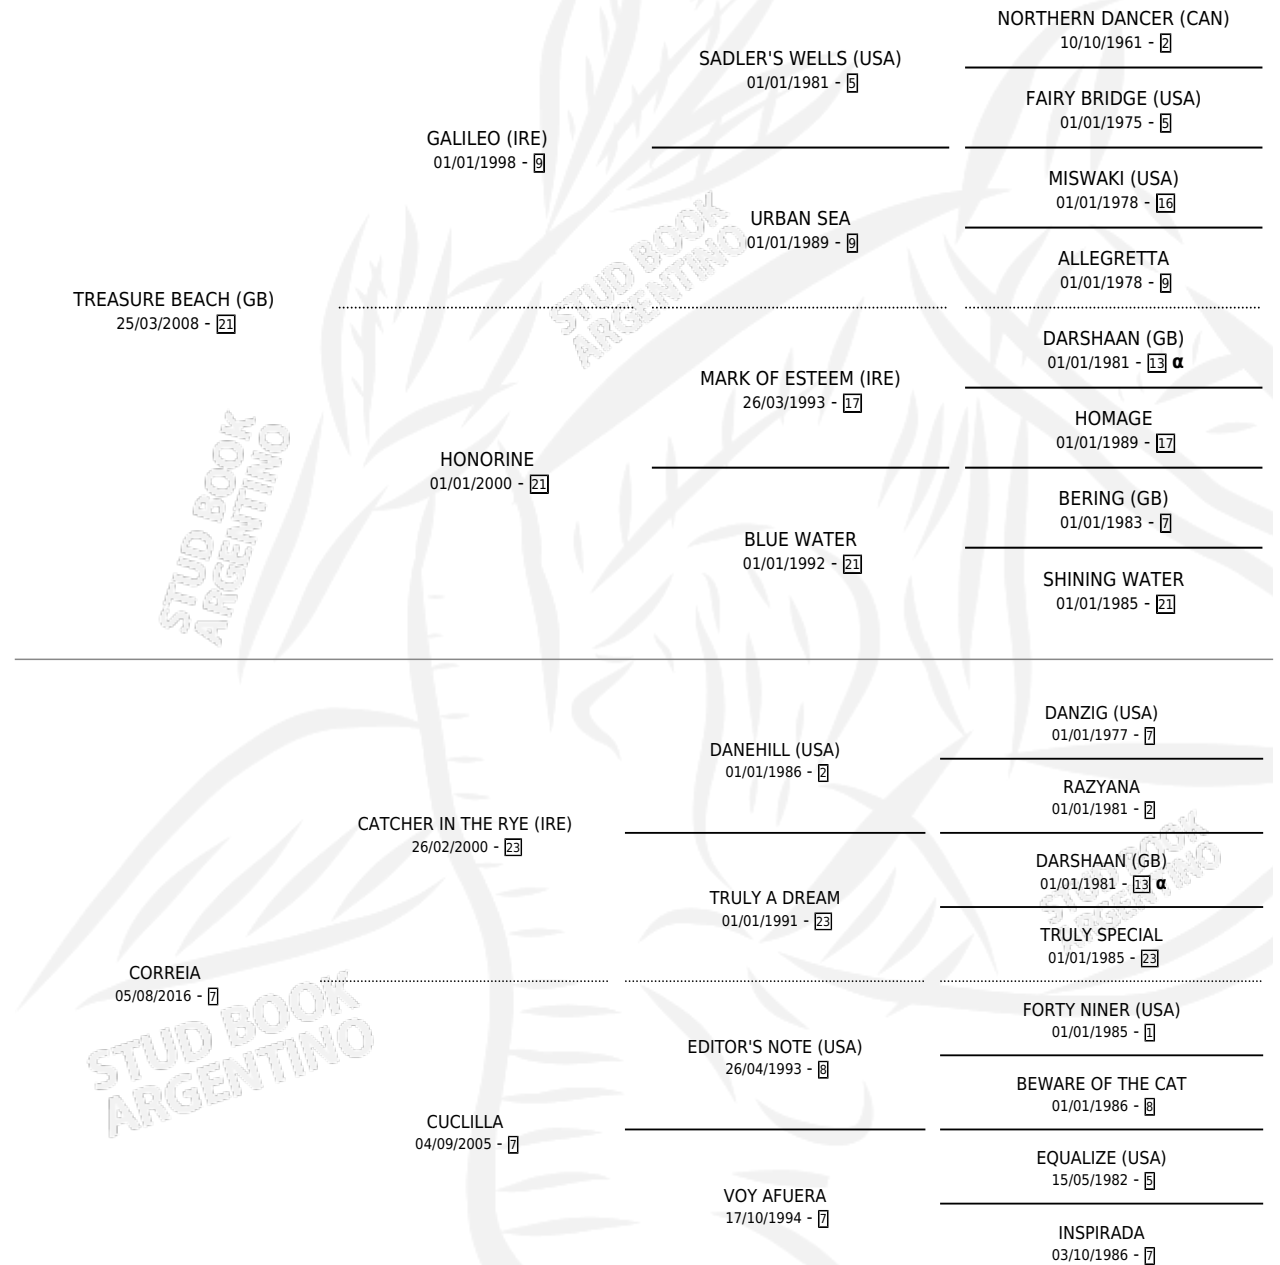 NORTHERN DANCER (CAN)
10/10/1961 - 2
SADLER'S WELLS (USA)
01/01/1981 - 5
FAIRY BRIDGE (USA)
01/01/1975 - 5
GALILEO (IRE)
01/01/1998 - 9
MISWAKI (USA)
01/01/1978 - 16
URBAN SEA
01/01/1989 - 9
ALLEGRETTA
01/01/1978 - 9
STUD BOOK
ARGENTINO
TREASURE BEACH (GB)
25/03/2008 - 21
DARSHAAN (GB)
01/01/1981 - 13 α
MARK OF ESTEEM (IRE)
26/03/1993 - 17
HOMAGE
01/01/1989 - 17
HONORINE
01/01/2000 - 21
BERING (GB)
01/01/1983 - 7
BLUE WATER
01/01/1992 - 21
SHINING WATER
01/01/1985 - 21
STUD BOOK
ARGENTINO
DANZIG (USA)
01/01/1977 - 7
DANEHILL (USA)
01/01/1986 - 2
RAZYANA
01/01/1981 - 2
CATCHER IN THE RYE (IRE)
26/02/2000 - 23
DARSHAAN (GB)
01/01/1981 - 13 α
TRULY A DREAM
01/01/1991 - 23
TRULY SPECIAL
01/01/1985 - 23
STUD BOOK
ARGENTINO
CORREIA
05/08/2016 - 7
FORTY NINER (USA)
01/01/1985 - 1
EDITOR'S NOTE (USA)
26/04/1993 - 8
BEWARE OF THE CAT
01/01/1986 - 8
CUCLILLA
04/09/2005 - 7
EQUALIZE (USA)
15/05/1982 - 5
VOY AFUERA
17/10/1994 - 7
INSPIRADA
03/10/1986 - 7
STUD BOOK
ARGENTINO